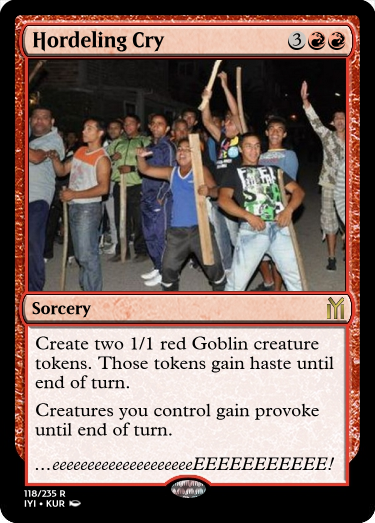 Hordeling Cry 3
Sorcery
Create two 1/1 red Goblin creature
tokens. Those tokens gain haste until
end of turn.
Creatures you control gain provoke
until end of turn.
...eeeeeeeeeeeeeeeeeeeeEEEEEEEEEEE!
118/235 R
IYI • KUR